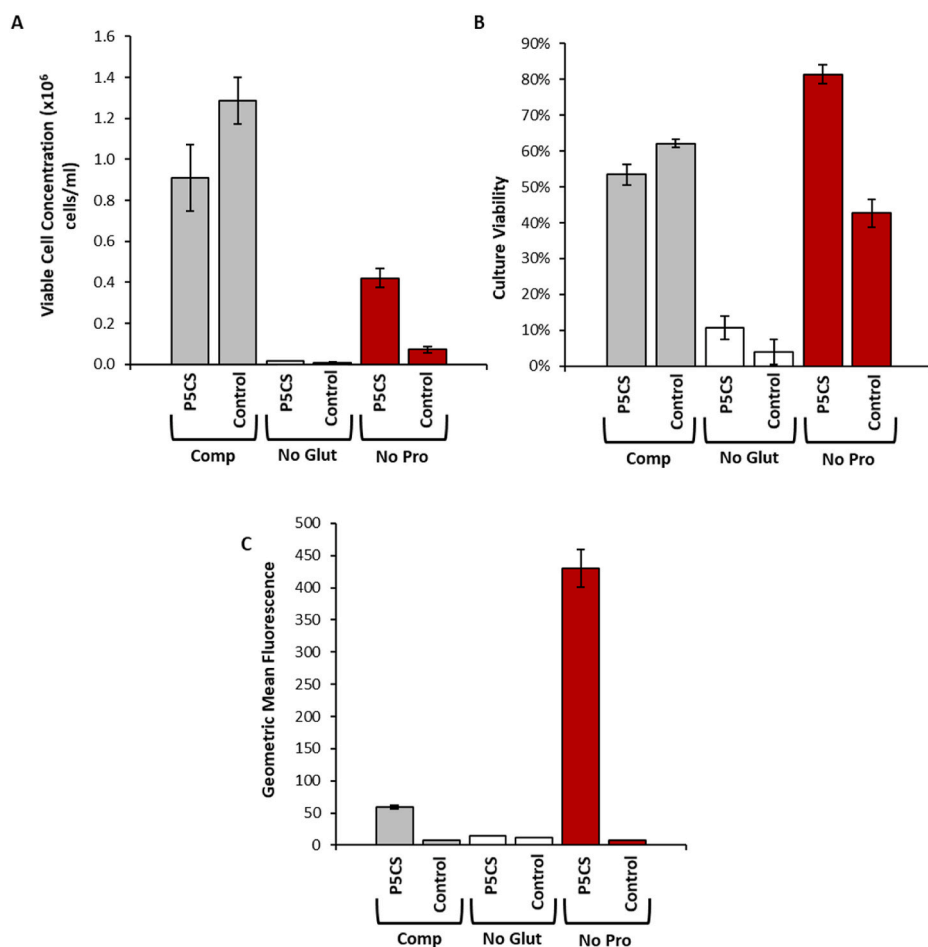 A
Viable Cell Concentration (x10⁶
cells/ml)
1.6
1.4
1.2
1.0
0.8
0.6
0.4
0.2
0.0
P5CS
Control
P5CS
Control
P5CS
Control
Comp
No Glut
No Pro
B
Culture Viability
90%
80%
70%
60%
50%
40%
30%
20%
10%
0%
P5CS
Control
P5CS
Control
P5CS
Control
Comp
No Glut
No Pro
C
Geometric Mean Fluorescence
500
450
400
350
300
250
200
150
100
50
0
P5CS
Control
P5CS
Control
P5CS
Control
Comp
No Glut
No Pro